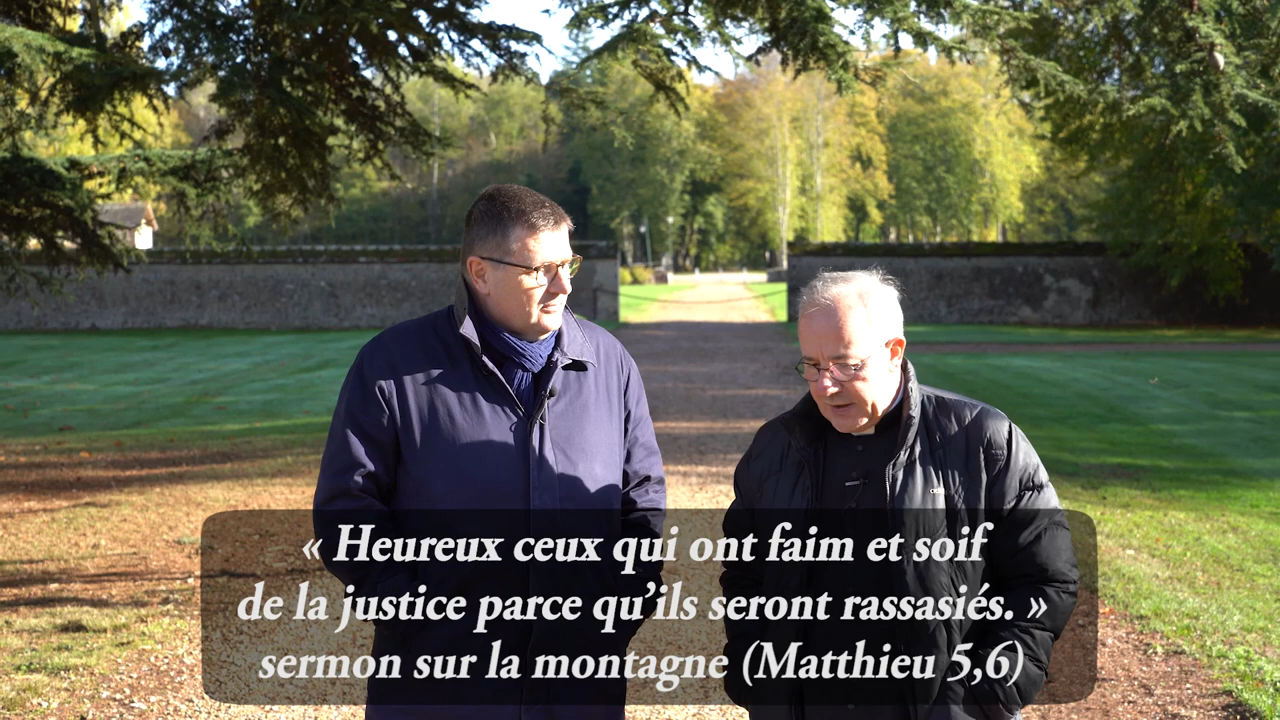 « Heureux ceux qui ont faim et soif
de la justice parce qu’ils seront rassasiés. »
sermon sur la montagne (Matthieu 5,6)